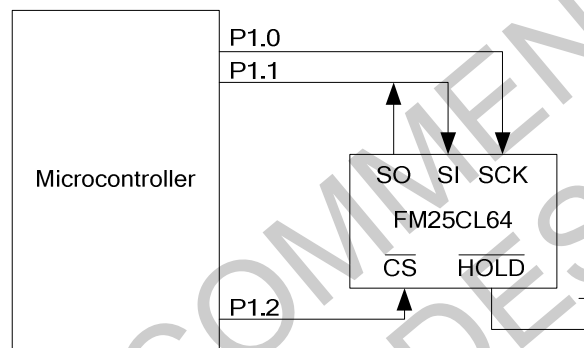 P1.0
P1.1
Microcontroller
SO SI SCK
FM25CL64
CS HOLD
P1.2